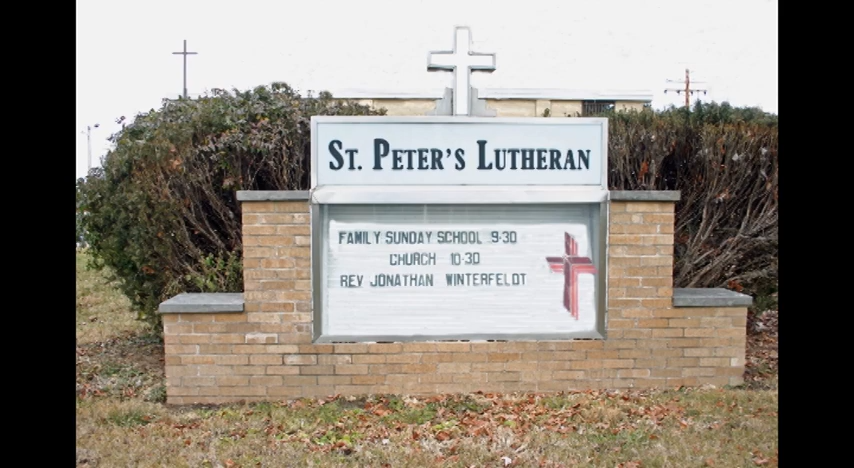 ST. PETER'S LUTHERAN
FAMILY SUNDAY SCHOOL 9:30
CHURCH 10:30
REV JONATHAN WINTERFELDT